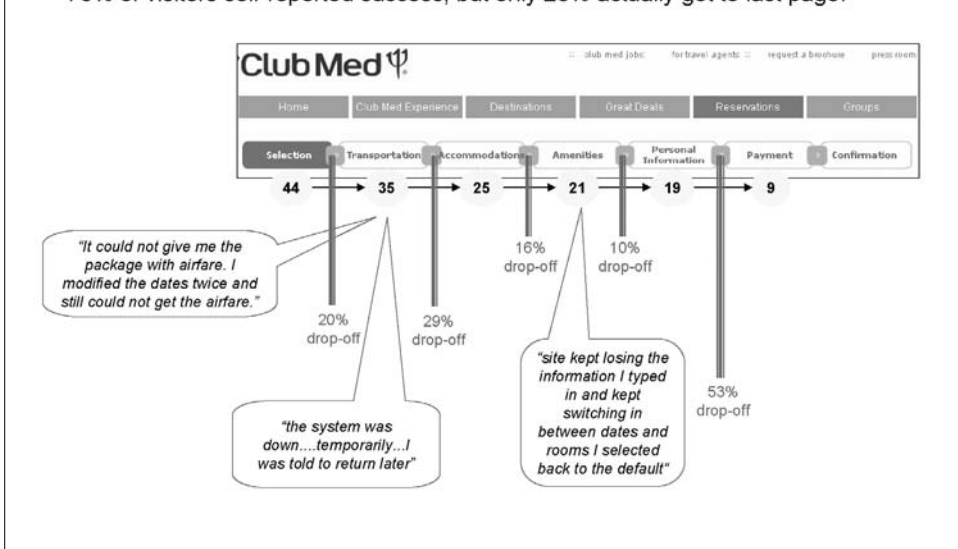 Club Med
:: club med jobs: for travel agents :: request a brochure press room
Home Club Med Experience Destinations Great Deals Reservations Groups
Selection Transportation Accommodations Amenities Personal Information Payment Confirmation
44 35 25 21 19 9
"It could not give me the
package with airfare. I
modified the dates twice and
still could not get the airfare."
16%
drop-off
10%
drop-off
20%
drop-off
29%
drop-off
"site kept losing the
information I typed
in and kept
switching in
between dates and
rooms I selected
back to the default"
53%
drop-off
"the system was
down....temporarily...I
was told to return later"